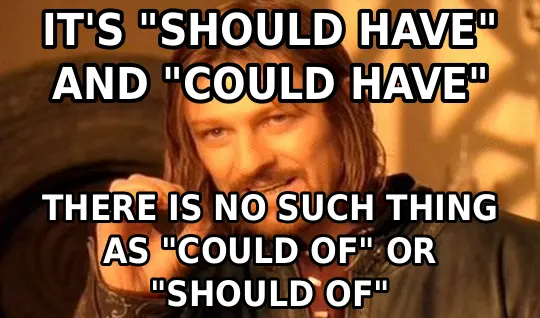 IT'S "SHOULD HAVE"
AND "COULD HAVE"
THERE IS NO SUCH THING
AS "COULD OF" OR
"SHOULD OF"